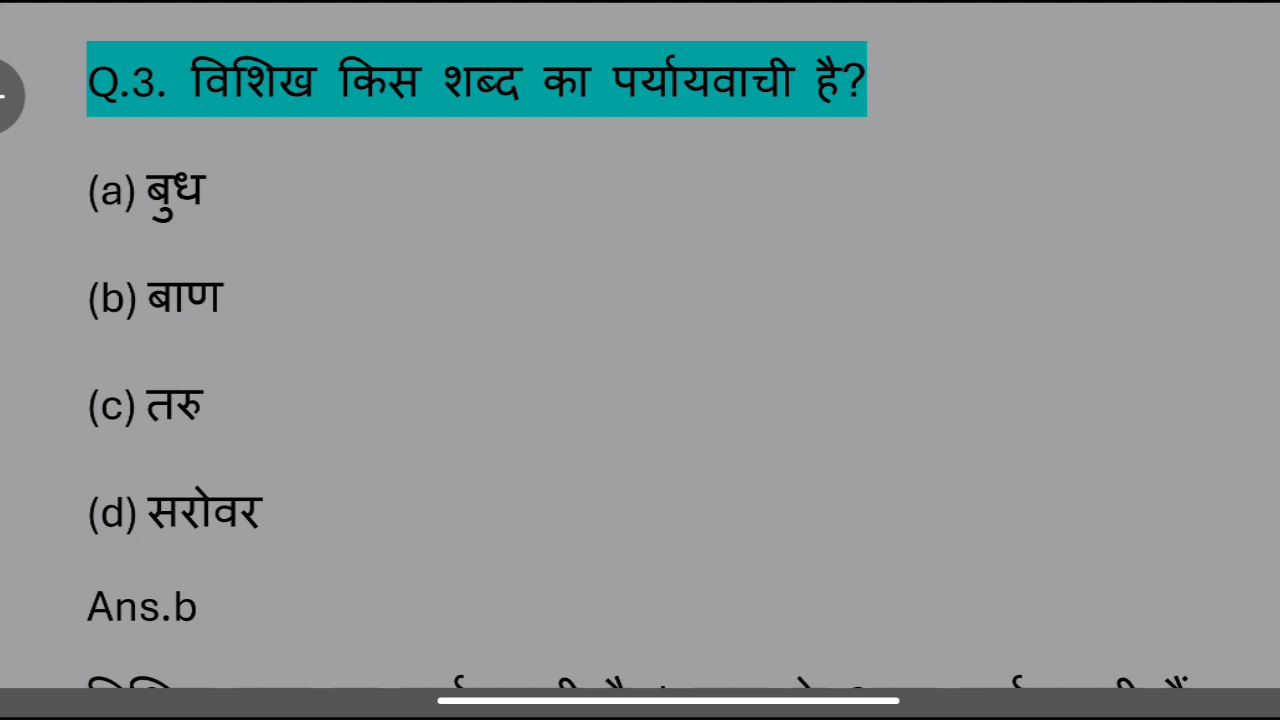 Q.3. विशिख किस शब्द का पर्यायवाची है?
(a) बुध
(b) बाण
(c) तरु
(d) सरोवर
Ans.b